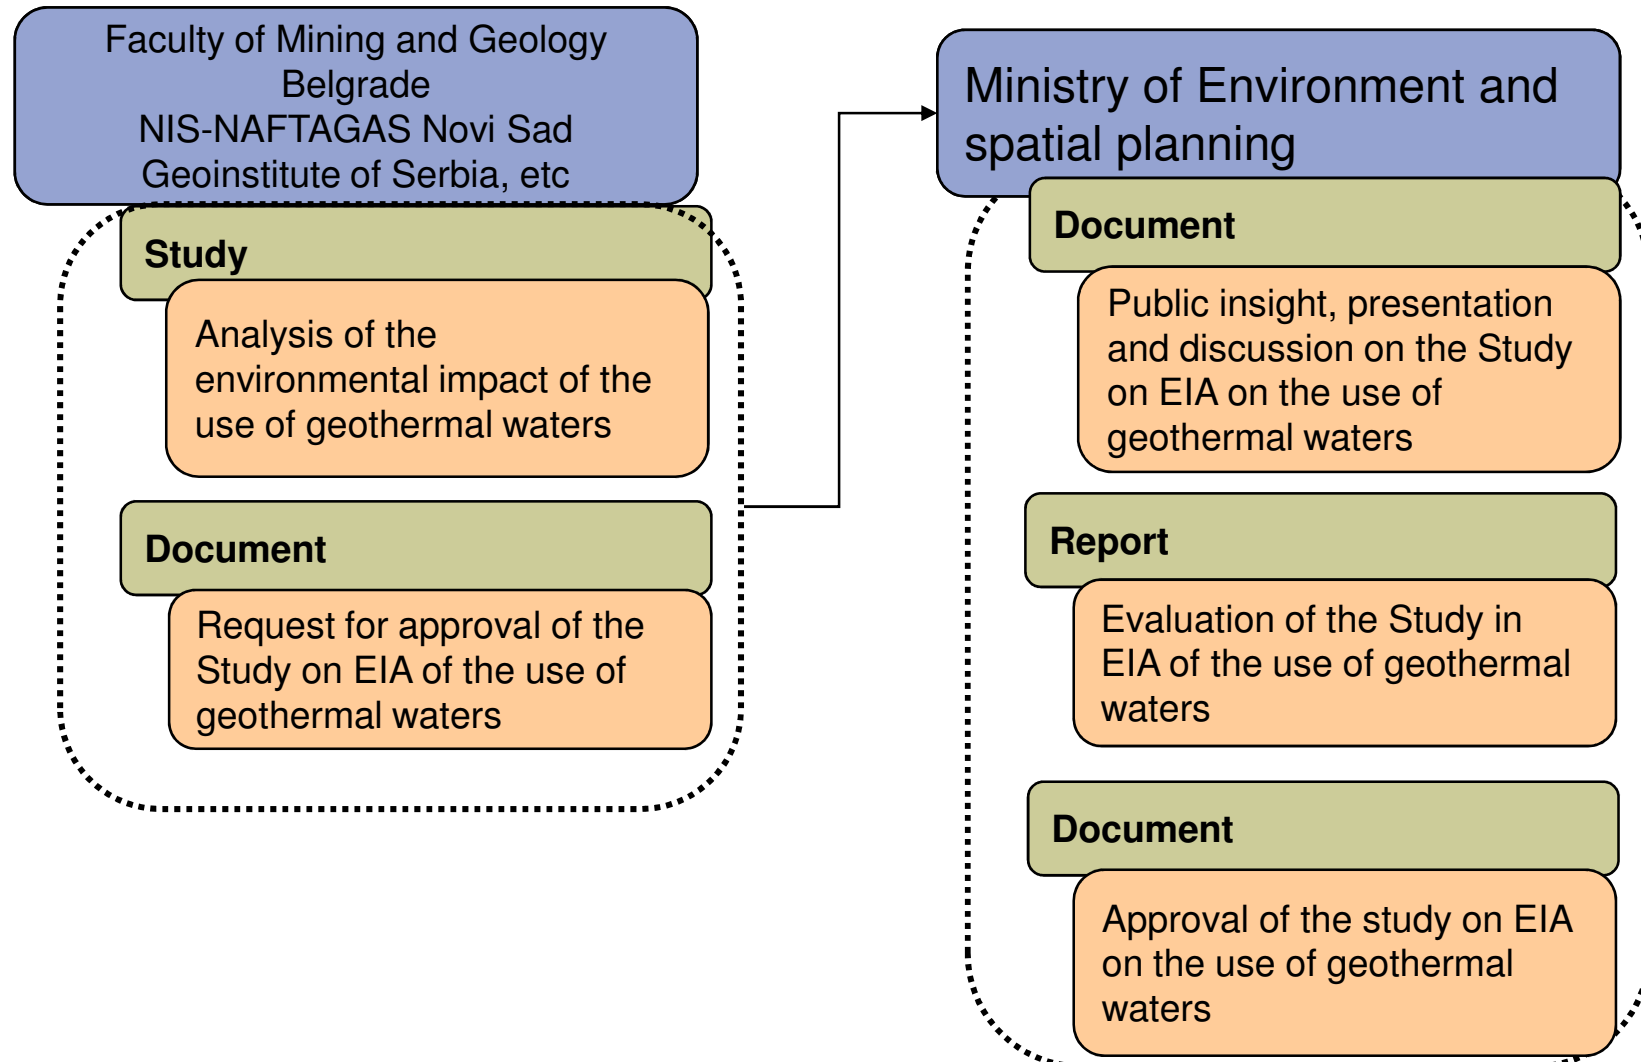 Faculty of Mining and Geology
Belgrade
NIS-NAFTAGAS Novi Sad
Geoinstitute of Serbia, etc
Study
Analysis of the
environmental impact of the
use of geothermal waters
Document
Request for approval of the
Study on EIA of the use of
geothermal waters
Ministry of Environment and
spatial planning
Document
Public insight, presentation
and discussion on the Study
on EIA on the use of
geothermal waters
Report
Evaluation of the Study in
EIA of the use of geothermal
waters
Document
Approval of the study on EIA
on the use of geothermal
waters